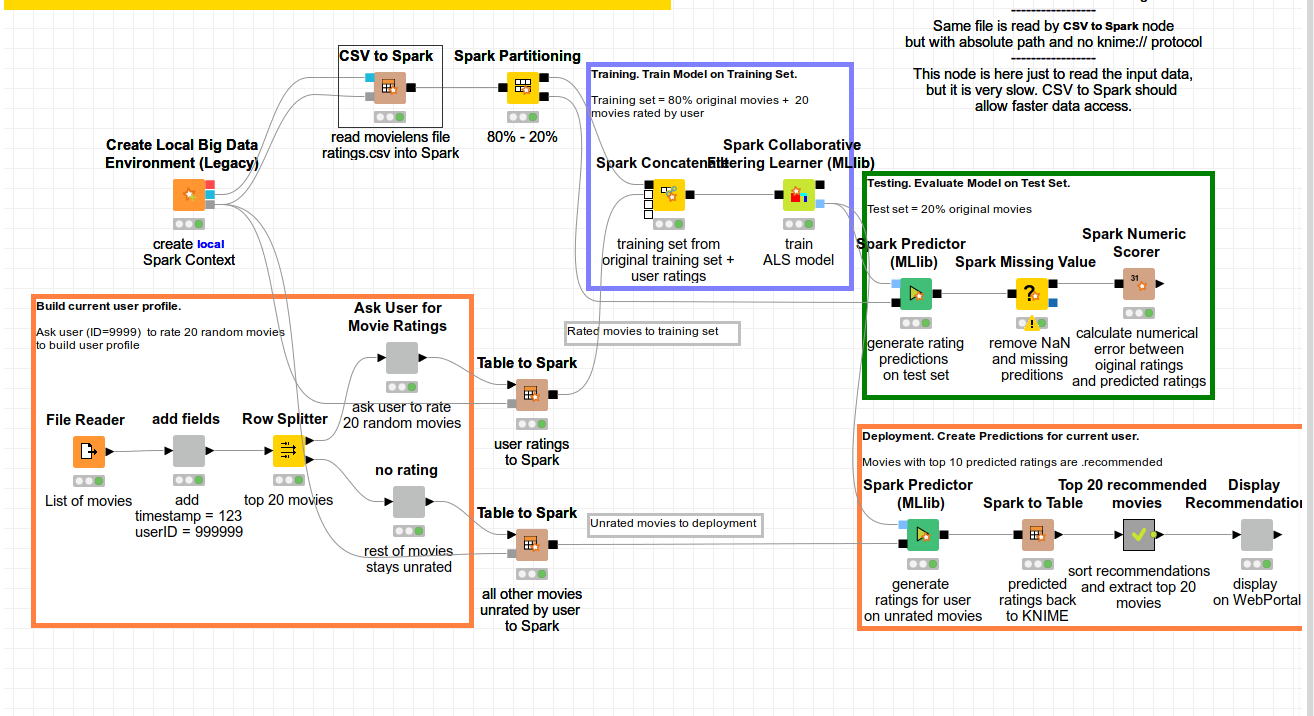 -----------------
Same file is read by CSV to Spark node
but with absolute path and no knime:// protocol
-----------------
This node is here just to read the input data,
but it is very slow. CSV to Spark should
allow faster data access.
CSV to Spark
read movielens file
ratings.csv into Spark
Spark Partitioning
80% - 20%
Create Local Big Data
Environment (Legacy)
create local
Spark Context
Training. Train Model on Training Set.
Training set = 80% original movies + 20
movies rated by user
Spark Concatenate
training set from
original training set +
user ratings
Spark Collaborative
Filtering Learner (MLlib)
train
ALS model
Testing. Evaluate Model on Test Set.
Test set = 20% original movies
Spark Predictor
(MLlib)
generate rating
predictions
on test set
Spark Missing Value
remove NaN
and missing
preditions
Spark Numeric
Scorer
31
calculate numerical
error between
oiginal ratings
and predicted ratings
Build current user profile.
Ask user (ID=9999) to rate 20 random movies
to build user profile
Ask User for
Movie Ratings
ask user to rate
20 random movies
File Reader
List of movies
add fields
add
timestamp = 123
userID = 999999
Row Splitter
top 20 movies
no rating
rest of movies
stays unrated
Rated movies to training set
Table to Spark
user ratings
to Spark
Unrated movies to deployment
Table to Spark
all other movies
unrated by user
to Spark
Deployment. Create Predictions for current user.
Movies with top 10 predicted ratings are .recommended
Spark Predictor
(MLlib)
generate
ratings for user
on unrated movies
Spark to Table
predicted
ratings back
to KNIME
Top 20 recommended
movies
sort recommendations
and extract top 20
movies
Display
Recommendation
display
on WebPortal